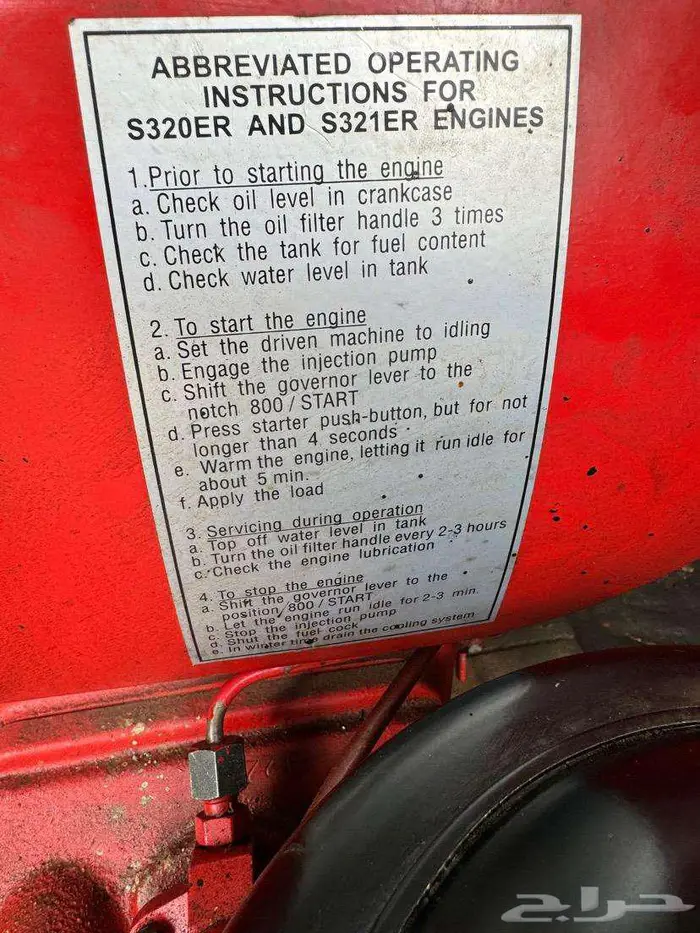 ABBREVIATED OPERATING
INSTRUCTIONS FOR
S320ER AND S321ER ENGINES
1. Prior to starting the engine
a. Check oil level in crankcase
b. Turn the oil filter handle 3 times
c. Check the tank for fuel content
d. Check water level in tank
2. To start the engine
a. Set the driven machine to idling
b. Engage the injection pump
c. Shift the governor lever to the
notch 800 / START
d. Press starter push-button, but for not
longer than 4 seconds
e. Warm the engine, letting it run idle for
about 5 min.
f. Apply the load
3. Servicing during operation
a. Top off water level in tank
b. Turn the oil filter handle every 2-3 hours
c. Check the engine lubrication
4. To stop the engine
a. Shift the governor lever to the
position 800 / START
b. Let the engine run idle for 2-3 min.
c. Stop the injection pump
d. Shut the fuel cock
e. In winter time drain the cooling system
حراج